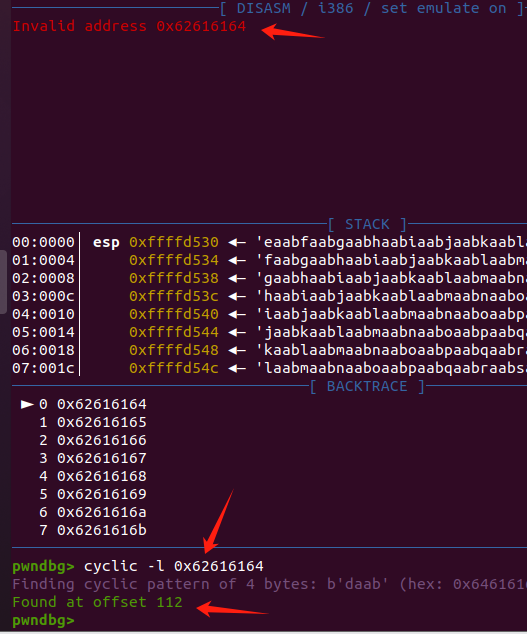 [ DISASM / i386 / set emulate on ]
Invalid address 0x62616164
[ STACK ]
00:0000│ esp 0xffffd530 ◂— 'eaabfaabgaabhaabiaabjaabkaabla
01:0004│     0xffffd534 ◂— 'faabgaabhaabiaabjaabkaablaabma
02:0008│     0xffffd538 ◂— 'gaabhaabiaabjaabkaablaabmaabna
03:000c│     0xffffd53c ◂— 'haabiaabjaabkaablaabmaabnaaboa
04:0010│     0xffffd540 ◂— 'iaabjaabkaablaabmaabnaaboaabpa
05:0014│     0xffffd544 ◂— 'jaabkaablaabmaabnaaboaabpaabqa
06:0018│     0xffffd548 ◂— 'kaablaabmaabnaaboaabpaabqaabra
07:001c│     0xffffd54c ◂— 'laabmaabnaaboaabpaabqaabraabsa
[ BACKTRACE ]
► 0 0x62616164
1 0x62616165
2 0x62616166
3 0x62616167
4 0x62616168
5 0x62616169
6 0x6261616a
7 0x6261616b
pwndbg> cyclic -l 0x62616164
Finding cyclic pattern of 4 bytes: b'daab' (hex: 0x646161
Found at offset 112
pwndbg>